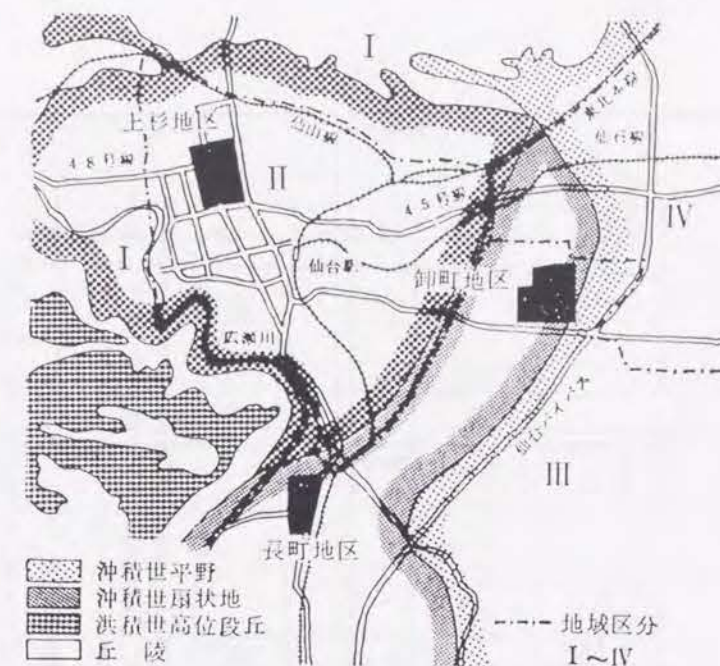 I
上杉地区
仙山線
東北本線
仙石線
48号線
II
45号線
IV
I
仙台駅
卸町地区
広瀬川
仙台バイパス
III
長町地区
沖積世平野
沖積世扇状地
洪積世高位段丘
丘陵
地域区分
I～IV